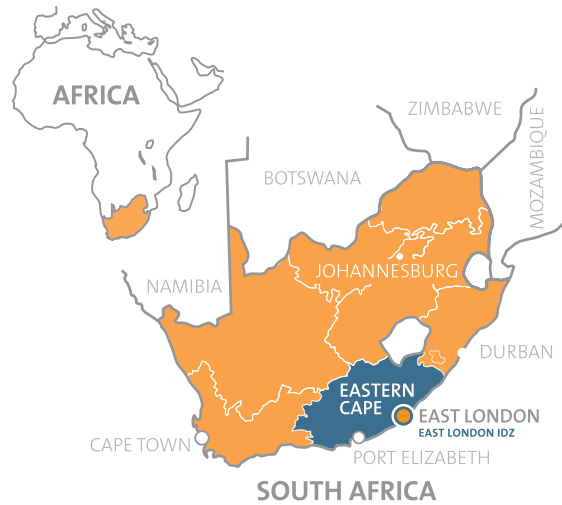 AFRICA
ZIMBABWE
MOZAMBIQUE
BOTSWANA
JOHANNESBURG
NAMIBIA
DURBAN
EASTERN
CAPE
EAST LONDON
EAST LONDON IDZ
CAPE TOWN
PORT ELIZABETH
SOUTH AFRICA